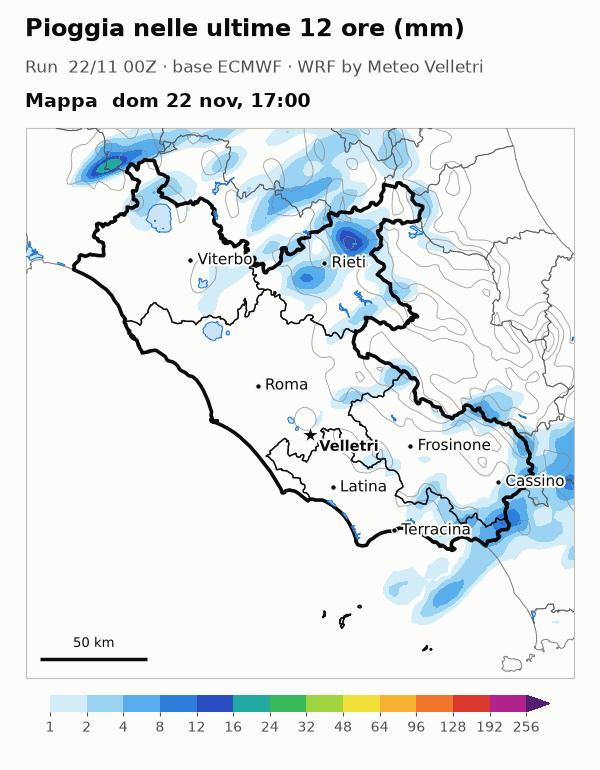 Pioggia nelle ultime 12 ore (mm)
Run  22/11 00Z · base ECMWF · WRF by Meteo Velletri
Mappa  dom 22 nov, 17:00
Viterbo
Rieti
Roma
Velletri
Frosinone
Latina
Cassino
Terracina
50 km
1 2 4 8 12 16 24 32 48 64 96 128 192 256